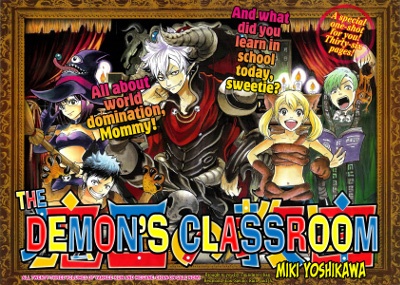 A special
one-shot
for you!
Thirty-six
pages!
And what
did you
learn in
school
today,
sweetie?
All about
world
domination,
Mommy!
THE
DEMON'S CLASSROOM
MIKI YOSHIKAWA